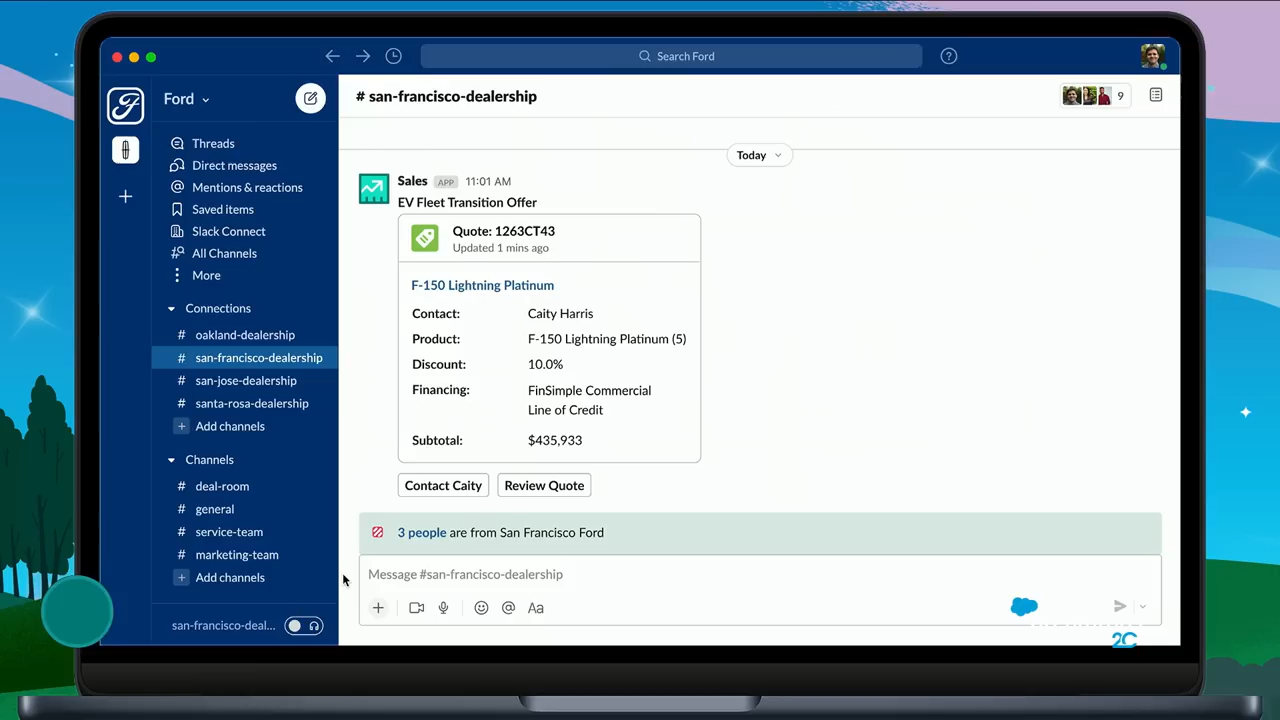 Search Ford
Ford
# san-francisco-dealership
9
Threads
Direct messages
Mentions & reactions
Saved items
Slack Connect
All Channels
More
Connections
# oakland-dealership
# san-francisco-dealership
# san-jose-dealership
# santa-rosa-dealership
+ Add channels
Channels
# deal-room
# general
# service-team
# marketing-team
+ Add channels
san-francisco-deal...
Today
Sales APP 11:01 AM
EV Fleet Transition Offer
Quote: 1263CT43
Updated 1 mins ago
F-150 Lightning Platinum
Contact: Caity Harris
Product: F-150 Lightning Platinum (5)
Discount: 10.0%
Financing: FinSimple Commercial
Line of Credit
Subtotal: $435,933
Contact Caity Review Quote
3 people are from San Francisco Ford
Message #san-francisco-dealership
Aa
2C